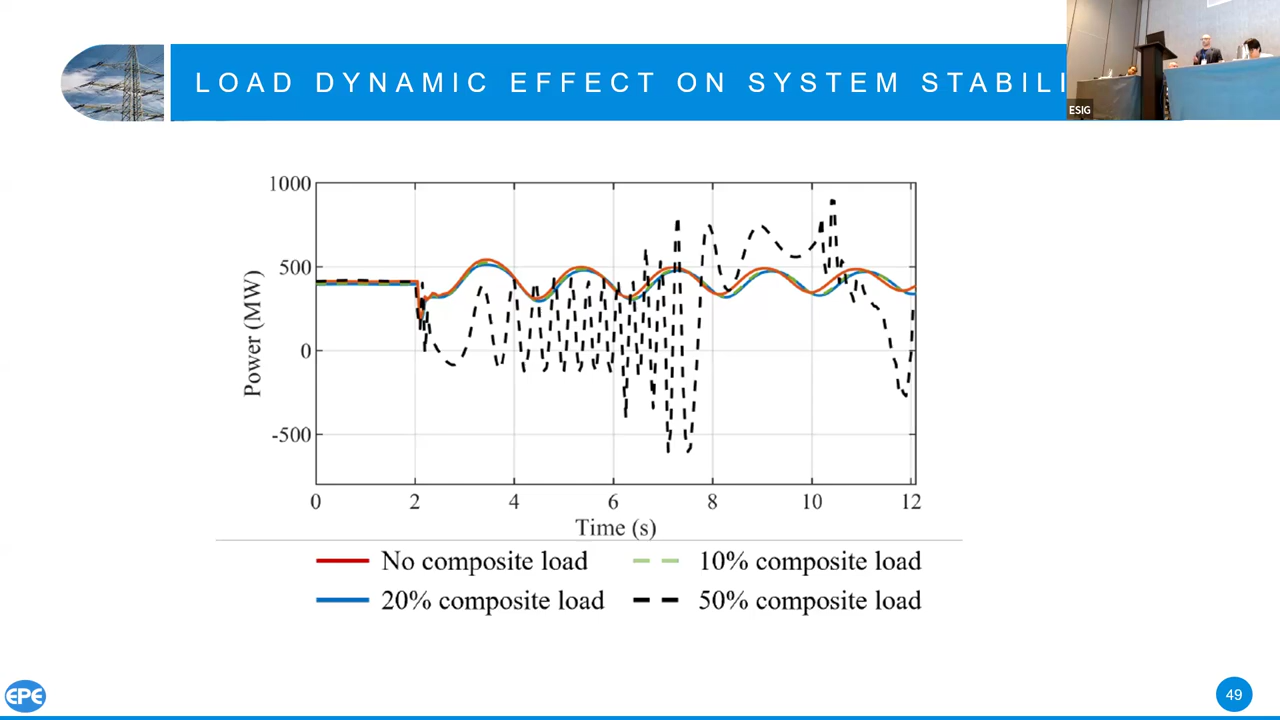 LOAD DYNAMIC EFFECT ON SYSTEM STABILI
ESIG
1000
500
0
-500
Power (MW)
0 2 4 6 8 10 12
Time (s)
No composite load 10% composite load
20% composite load 50% composite load
EPE
49